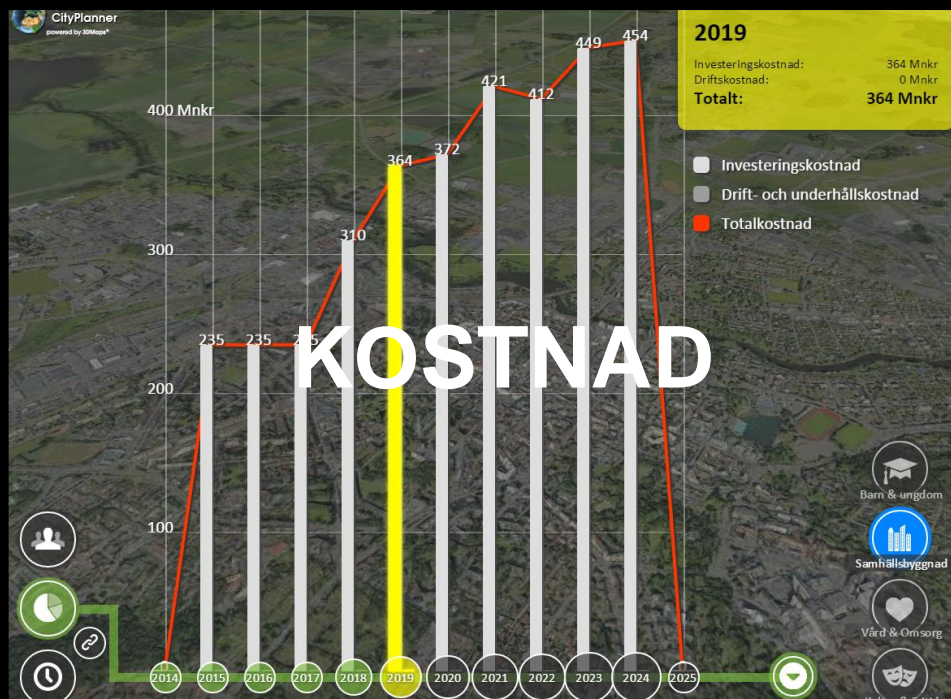 CityPlanner
powered by 3DMaps®
2019
Investeringskostnad: 364 Mnkr
Driftskostnad: 0 Mnkr
Totalt: 364 Mnkr
Investeringskostnad
Drift- och underhållskostnad
Totalkostnad
454
449
421
412
400 Mnkr
372
364
310
300
235
235
KOSTNAD
200
100
Barn & ungdom
Samhällsbyggnad
Vård & Omsorg
2014 2015 2016 2017 2018 2019 2020 2021 2022 2023 2024 2025